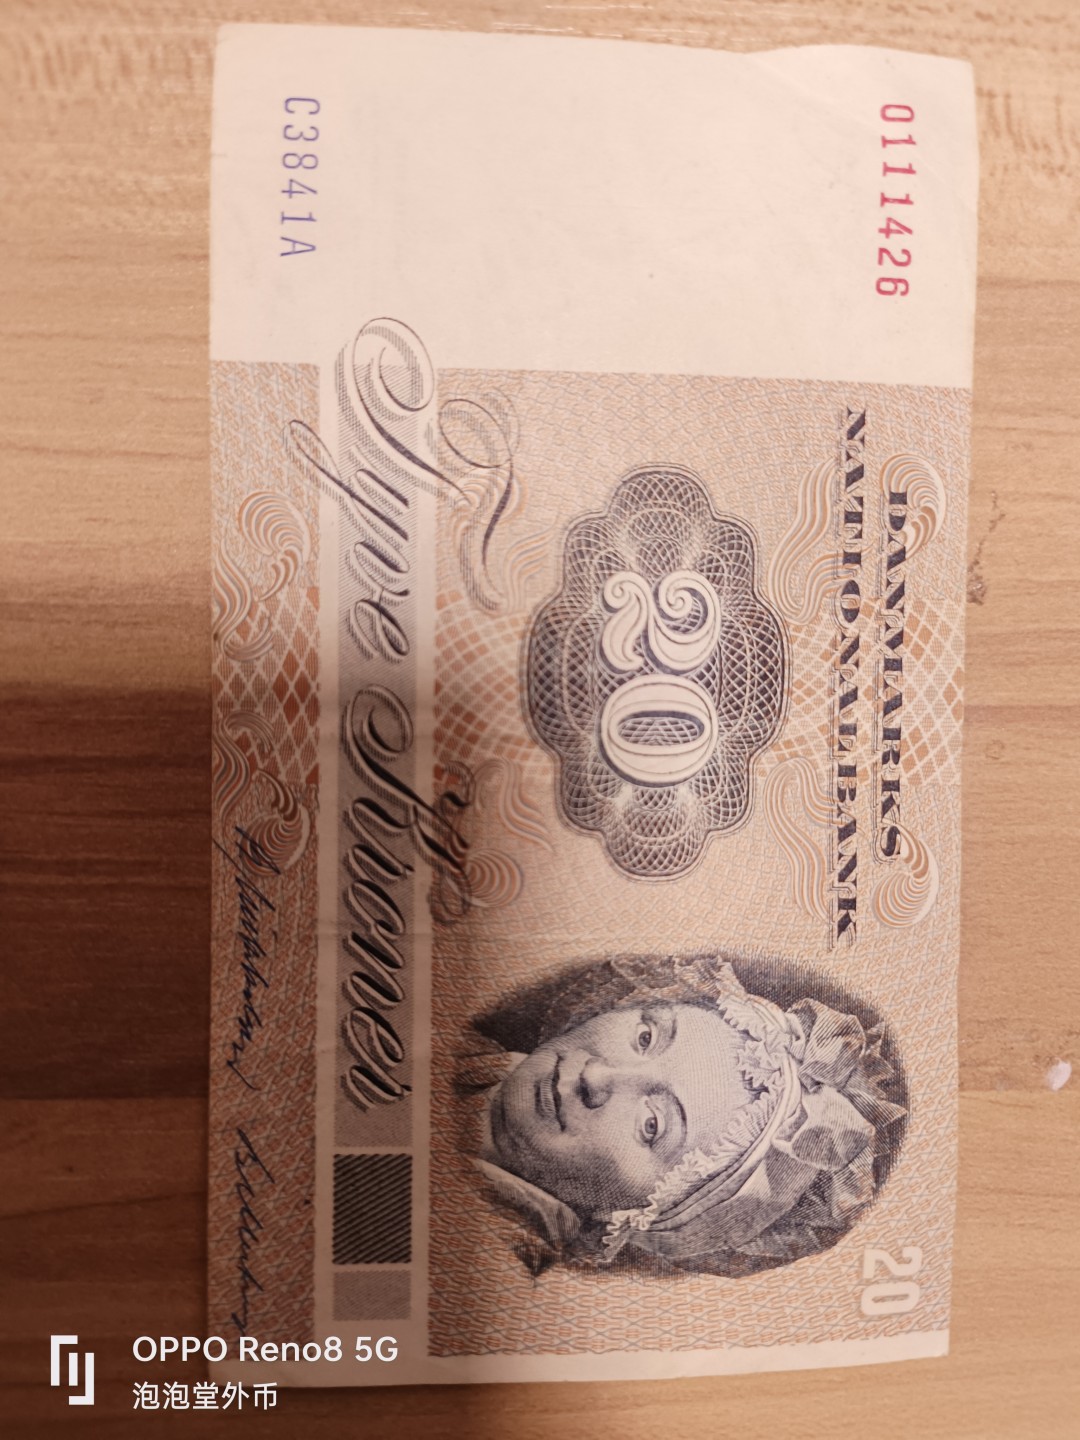 C3841A
0111426
DANMARKS
NATIONALBANK
20
Tyve Kroner
20
OPPO Reno8 5G
泡泡堂外币